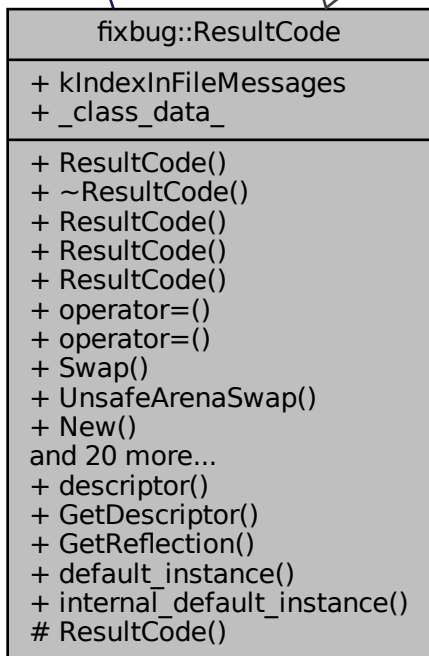 fixbug::ResultCode
+ kIndexInFileMessages
+ _class_data_
+ ResultCode()
+ ~ResultCode()
+ ResultCode()
+ ResultCode()
+ ResultCode()
+ operator=()
+ operator=()
+ Swap()
+ UnsafeArenaSwap()
+ New()
and 20 more...
+ descriptor()
+ GetDescriptor()
+ GetReflection()
+ default_instance()
+ internal_default_instance()
# ResultCode()